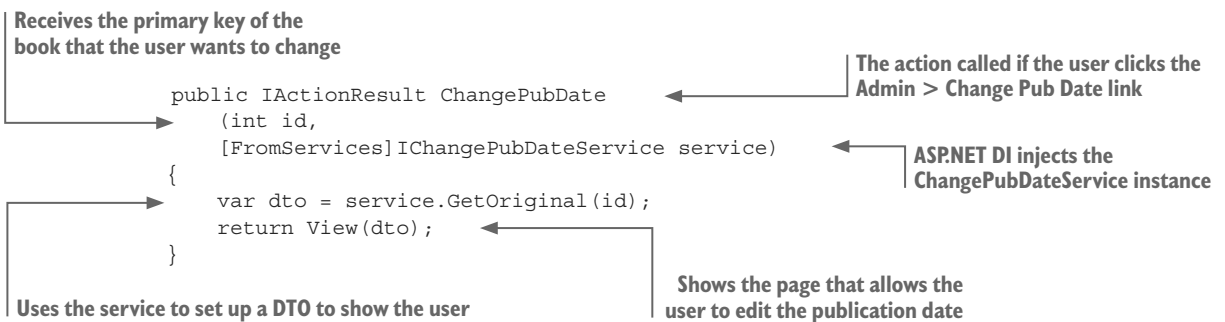 Receives the primary key of the
book that the user wants to change
The action called if the user clicks the
Admin > Change Pub Date link
public IActionResult ChangePubDate
(int id,
[FromServices]IChangePubDateService service)
ASP.NET DI injects the
ChangePubDateService instance
{
var dto = service.GetOriginal(id);
return View(dto);
}
Uses the service to set up a DTO to show the user
Shows the page that allows the
user to edit the publication date